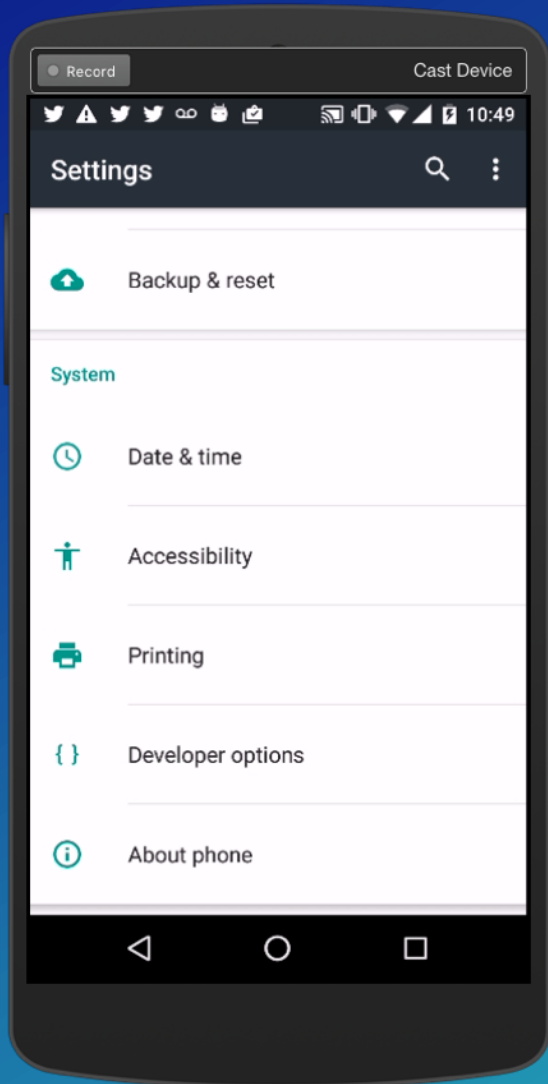 Record
Cast Device
10:49
Settings
Backup & reset
System
Date & time
Accessibility
Printing
{ } Developer options
About phone